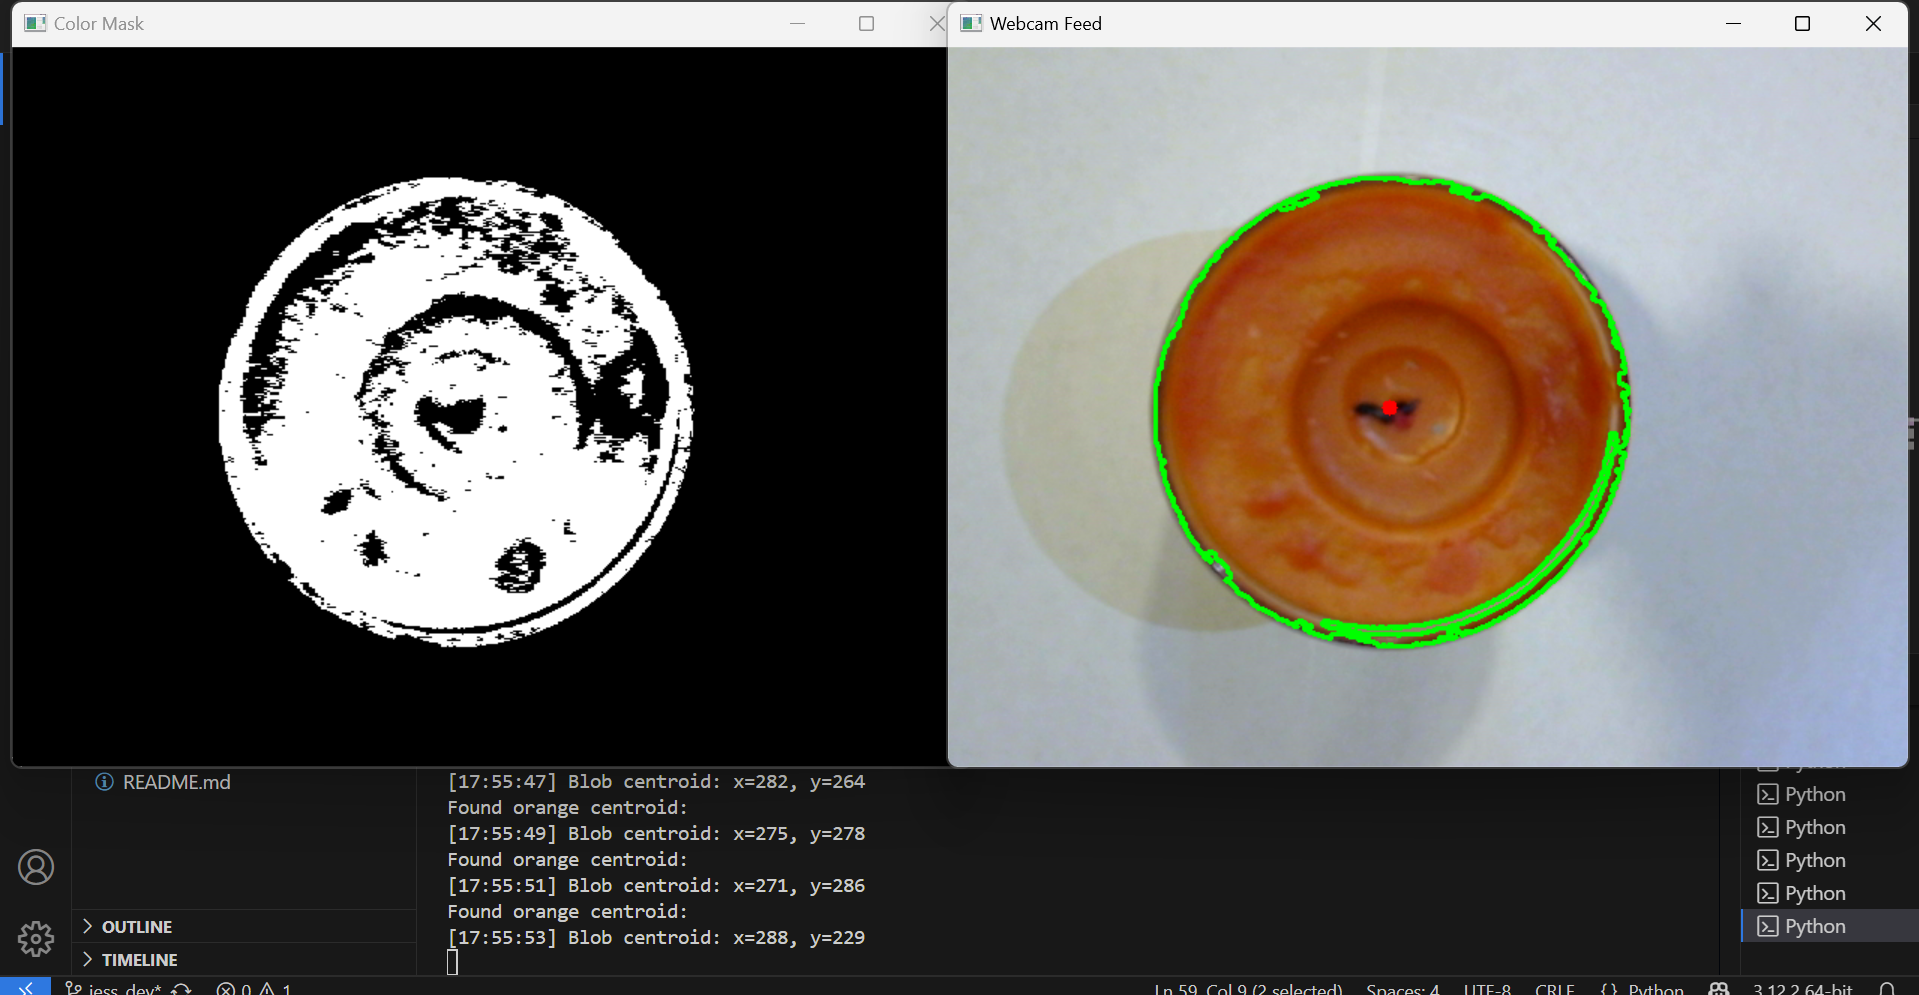 Color Mask
Webcam Feed
README.md
[17:55:47] Blob centroid: x=282, y=264
Found orange centroid:
[17:55:49] Blob centroid: x=275, y=278
Found orange centroid:
[17:55:51] Blob centroid: x=271, y=286
Found orange centroid:
[17:55:53] Blob centroid: x=288, y=229
OUTLINE
TIMELINE
Python
Python
Python
Python
Python
jess_dev*
0
1
Ln 59, Col 9 (2 selected)
Spaces: 4
UTF-8
CRLF
{} Python
3.12.2 64-bit